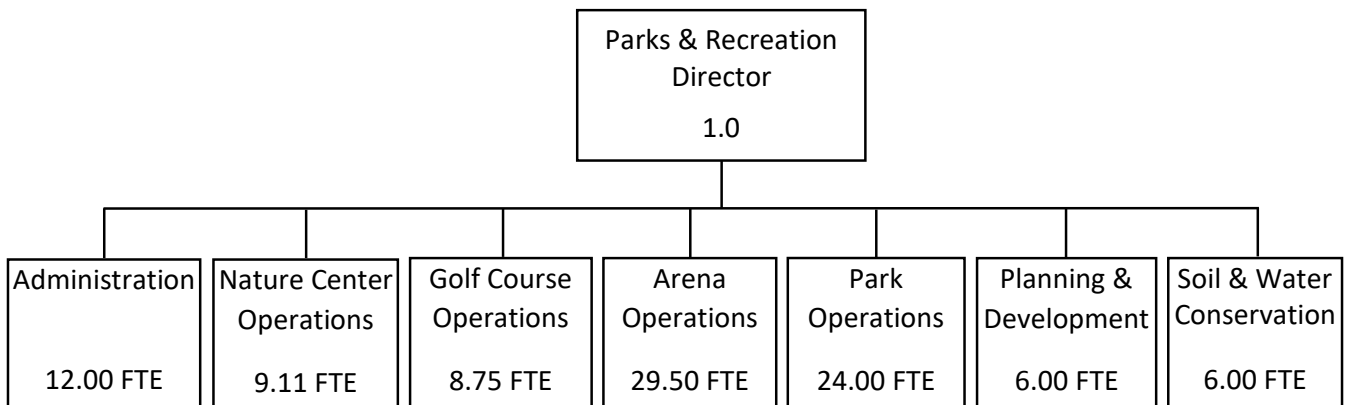 Parks & Recreation
Director
1.0
Administration
12.00 FTE
Nature Center
Operations
9.11 FTE
Golf Course
Operations
8.75 FTE
Arena
Operations
29.50 FTE
Park
Operations
24.00 FTE
Planning &
Development
6.00 FTE
Soil & Water
Conservation
6.00 FTE